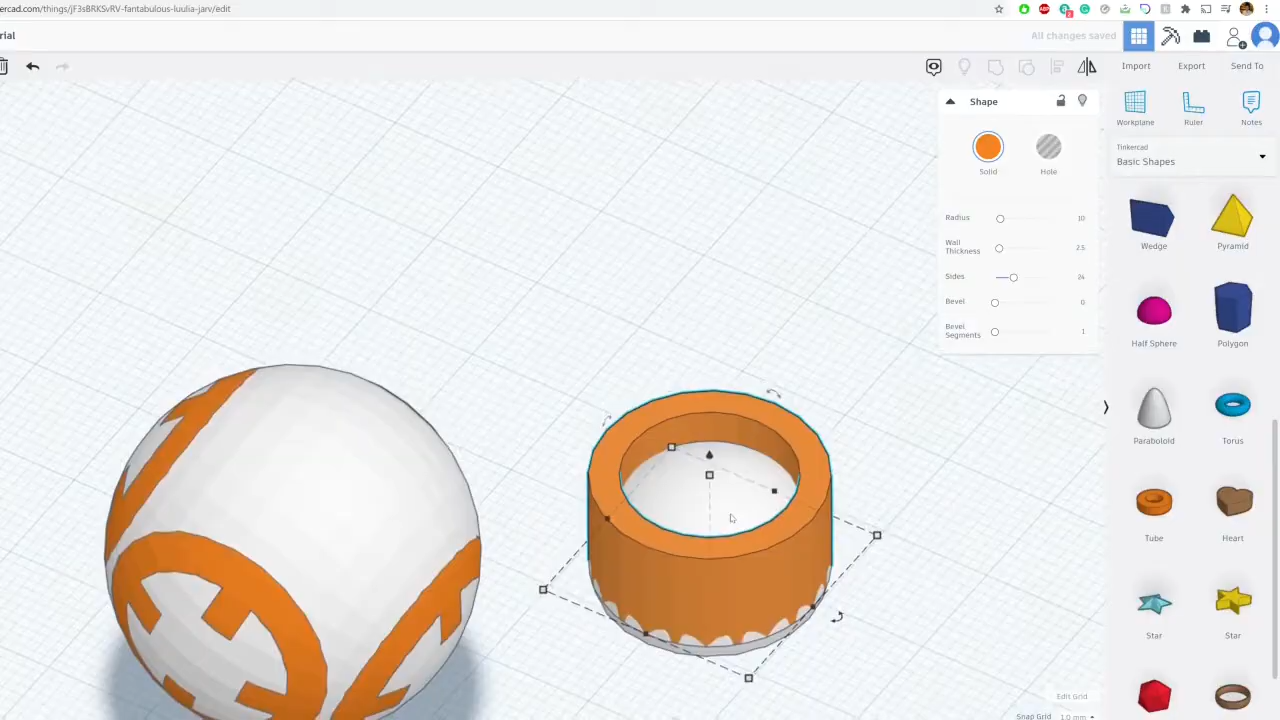 ercad.com/things/jF3sBRKSvRV-fantabulous-luulia-jarv/edit
rial
All changes saved
Import
Export
Send To
Shape
Solid
Hole
Radius
10
Wall
Thickness
2.5
Sides
24
Bevel
0
Bevel
Segments
1
Workplane
Ruler
Notes
Tinkercad
Basic Shapes
Wedge
Pyramid
Half Sphere
Polygon
Paraboloid
Torus
Tube
Heart
Star
Star
Edit Grid
Snap Grid
1.0 mm